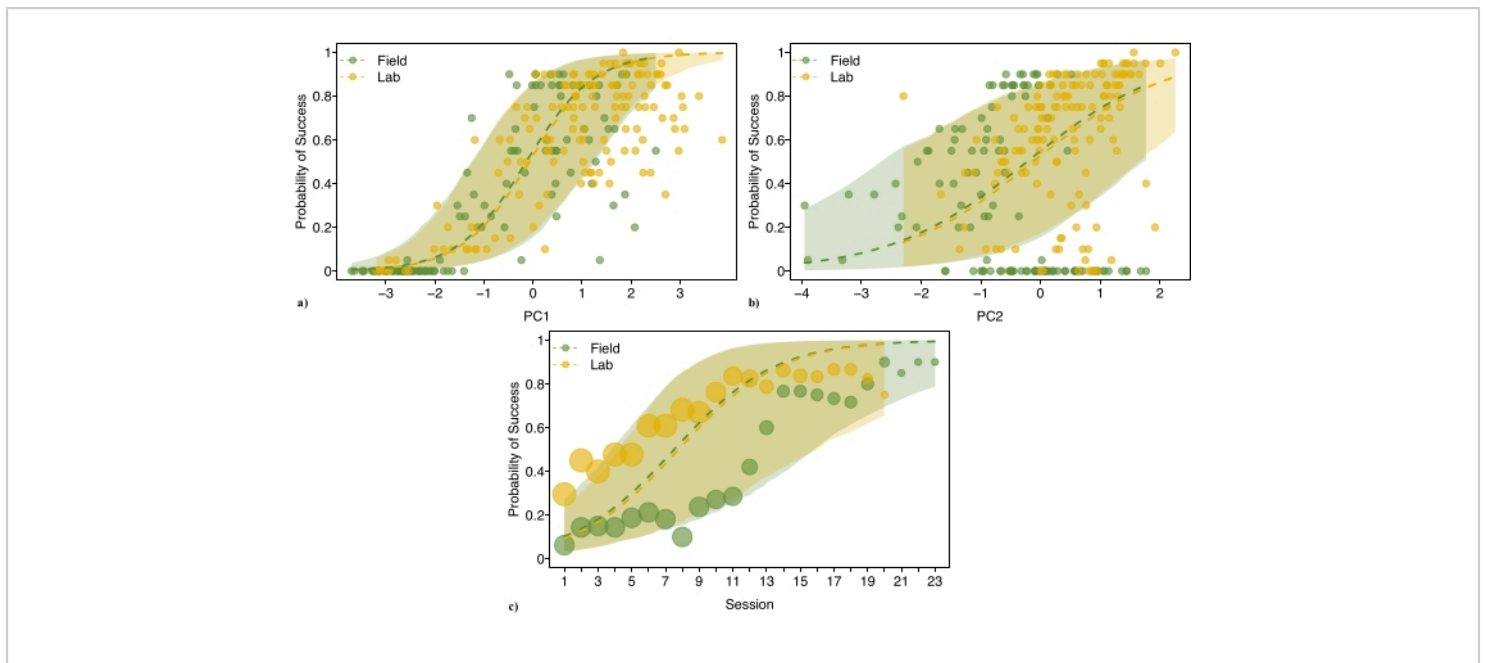 Field
Lab
Probability of Success
1
0.8
0.6
0.4
0.2
0
−3 −2 −1 0 1 2 3
a)
PC1
Field
Lab
Probability of Success
1
0.8
0.6
0.4
0.2
0
−4 −3 −2 −1 0 1 2
b)
PC2
Field
Lab
Probability of Success
1
0.8
0.6
0.4
0.2
0
1 3 5 7 9 11 13 15 17 19 21 23
c)
Session